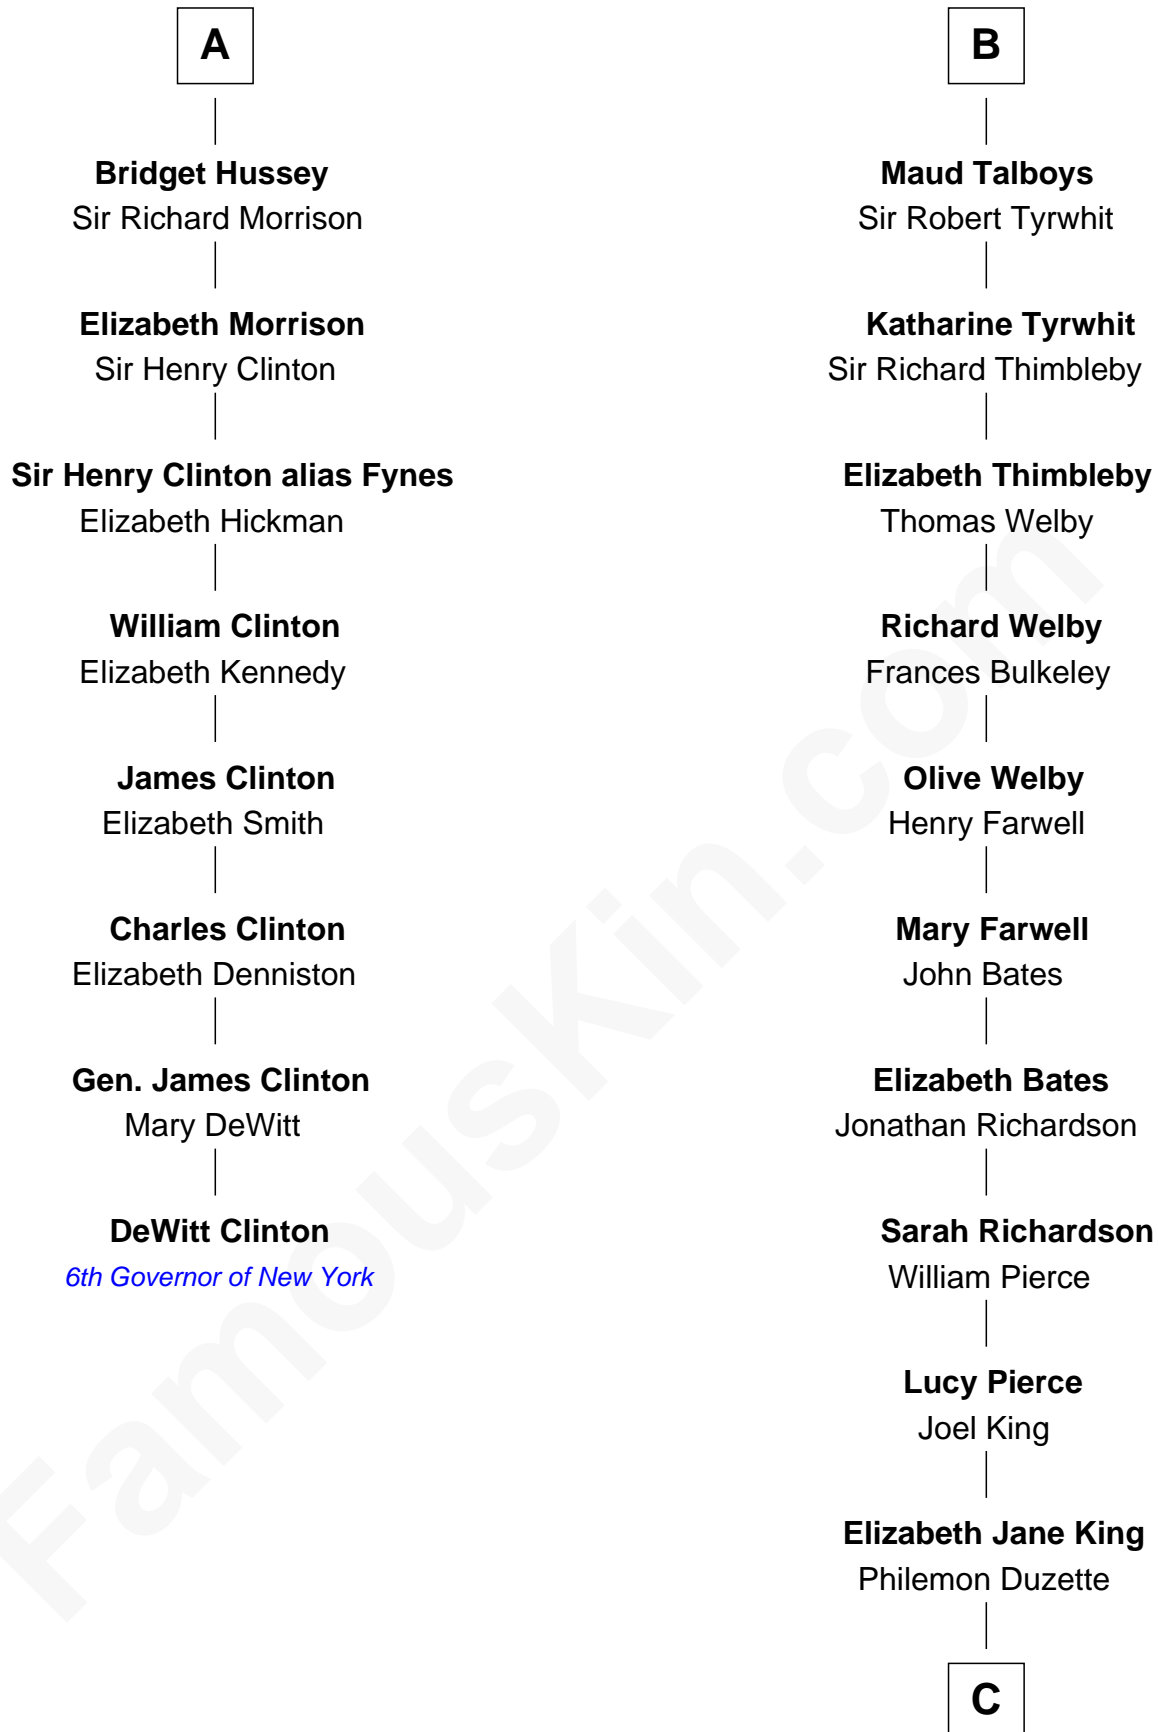 A
Bridget Hussey
Sir Richard Morrison
Elizabeth Morrison
Sir Henry Clinton
Sir Henry Clinton alias Fynes
Elizabeth Hickman
William Clinton
Elizabeth Kennedy
James Clinton
Elizabeth Smith
Charles Clinton
Elizabeth Denniston
Gen. James Clinton
Mary DeWitt
DeWitt Clinton
6th Governor of New York
B
Maud Talboys
Sir Robert Tyrwhit
Katharine Tyrwhit
Sir Richard Thimbleby
Elizabeth Thimbleby
Thomas Welby
Richard Welby
Frances Bulkeley
Olive Welby
Henry Farwell
Mary Farwell
John Bates
Elizabeth Bates
Jonathan Richardson
Sarah Richardson
William Pierce
Lucy Pierce
Joel King
Elizabeth Jane King
Philemon Duzette
C
FamousKin.com